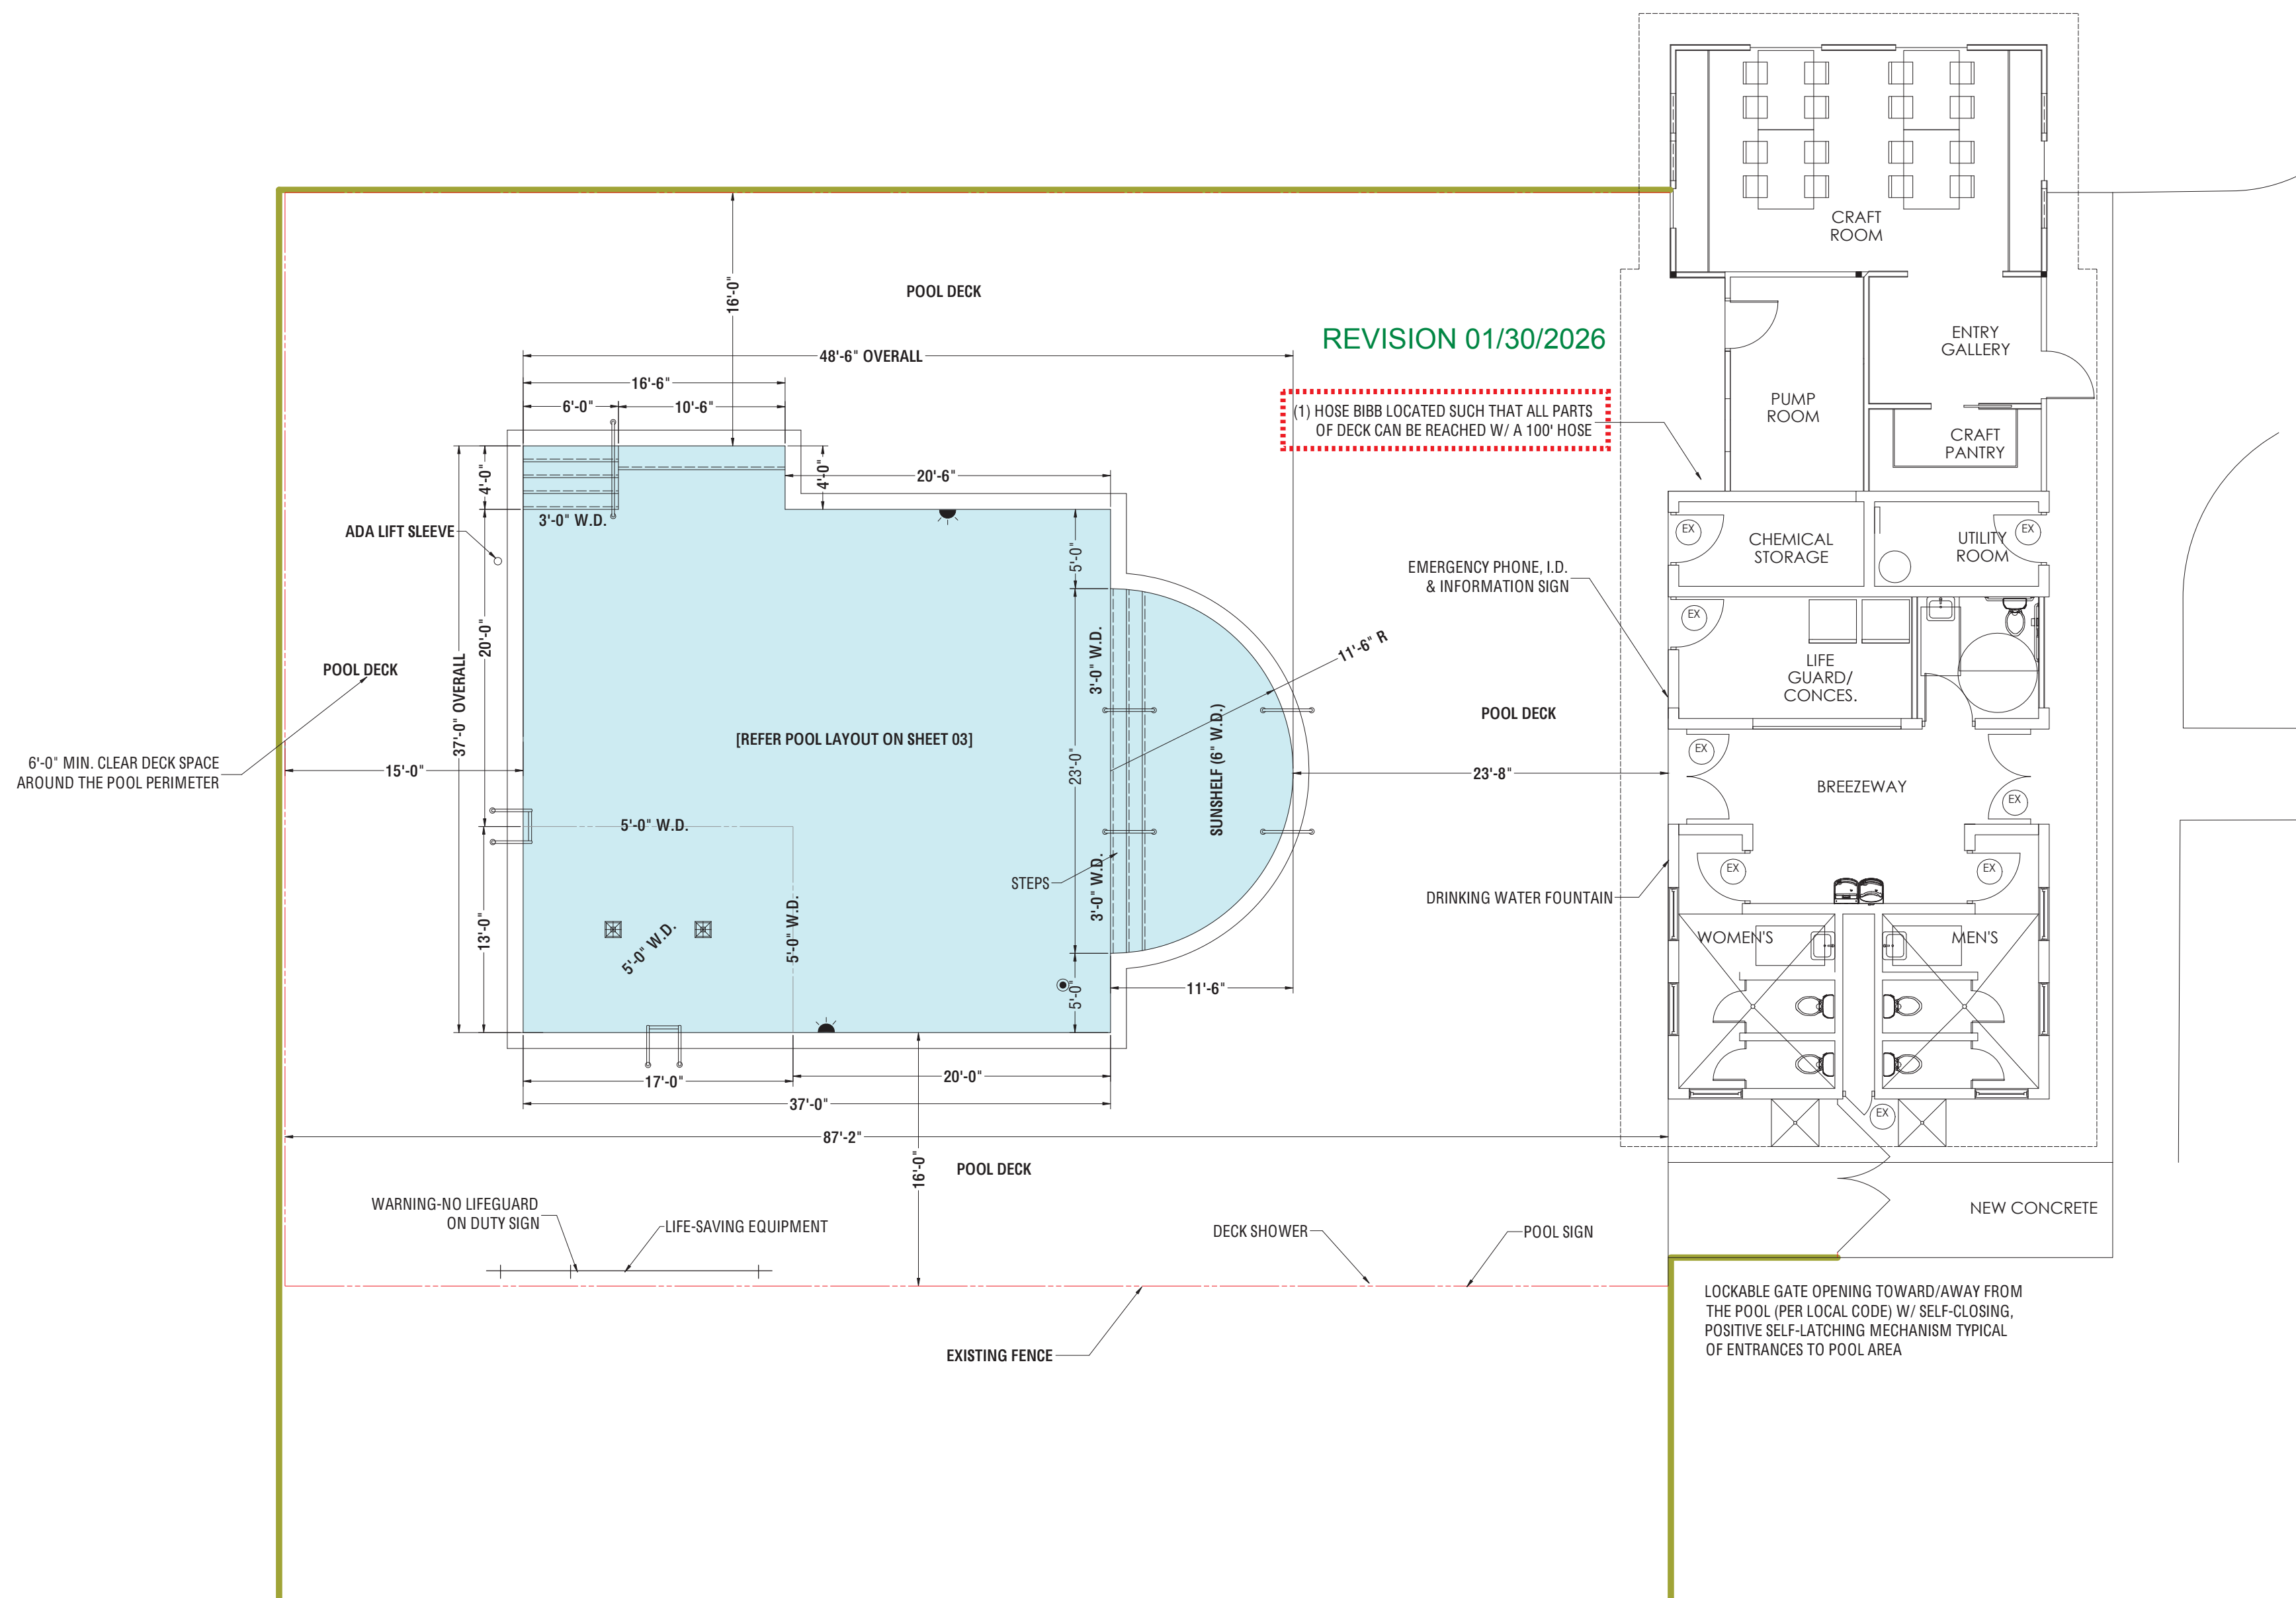 CRAFT
ROOM
16'-0"
POOL DECK
REVISION 01/30/2026
ENTRY
GALLERY
48'-6" OVERALL
16'-6"
6'-0"
10'-6"
PUMP
ROOM
(1) HOSE BIBB LOCATED SUCH THAT ALL PARTS
OF DECK CAN BE REACHED W/ A 100' HOSE
CRAFT
PANTRY
4'-0"
4'-0"
20'-6"
3'-0" W.D.
ADA LIFT SLEEVE
5'-0"
EX
CHEMICAL
STORAGE
UTILITY
ROOM
EX
EMERGENCY PHONE, I.D.
& INFORMATION SIGN
EX
20'-0"
37'-0" OVERALL
POOL DECK
3'-0" W.D.
11'-6" R
LIFE
GUARD/
CONCES.
POOL DECK
[REFER POOL LAYOUT ON SHEET 03]
SUNSHELF (6" W.D.)
EX
6'-0" MIN. CLEAR DECK SPACE
AROUND THE POOL PERIMETER
15'-0"
23'-0"
23'-8"
BREEZEWAY
EX
5'-0" W.D.
STEPS
3'-0" W.D.
EX
EX
DRINKING WATER FOUNTAIN
13'-0"
5'-0" W.D.
5'-0" W.D.
WOMEN'S
MEN'S
5'-0"
11'-6"
17'-0"
20'-0"
37'-0"
EX
87'-2"
16'-0"
POOL DECK
WARNING-NO LIFEGUARD
ON DUTY SIGN
LIFE-SAVING EQUIPMENT
DECK SHOWER
POOL SIGN
NEW CONCRETE
EXISTING FENCE
LOCKABLE GATE OPENING TOWARD/AWAY FROM
THE POOL (PER LOCAL CODE) W/ SELF-CLOSING,
POSITIVE SELF-LATCHING MECHANISM TYPICAL
OF ENTRANCES TO POOL AREA